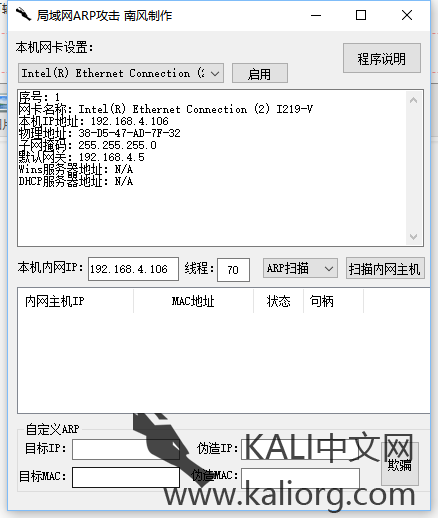 局域网ARP攻击 南风制作
本机网卡设置:
程序说明
Intel(R) Ethernet Connection (2
启用
序号: 1
网卡名称: Intel(R) Ethernet Connection (2) I219-V
本机IP地址: 192.168.4.106
物理地址: 38-D5-47-AD-7F-32
子网掩码: 255.255.255.0
默认网关: 192.168.4.5
Wins服务器地址: N/A
DHCP服务器地址: N/A
本机内网IP: 192.168.4.106 线程: 70 ARP扫描 扫描内网主机
内网主机IP MAC地址 状态 句柄
自定义ARP
目标IP: 伪造IP:
目标MAC: 伪造MAC:
欺骗
KALI中文网
www.kaliorg.com